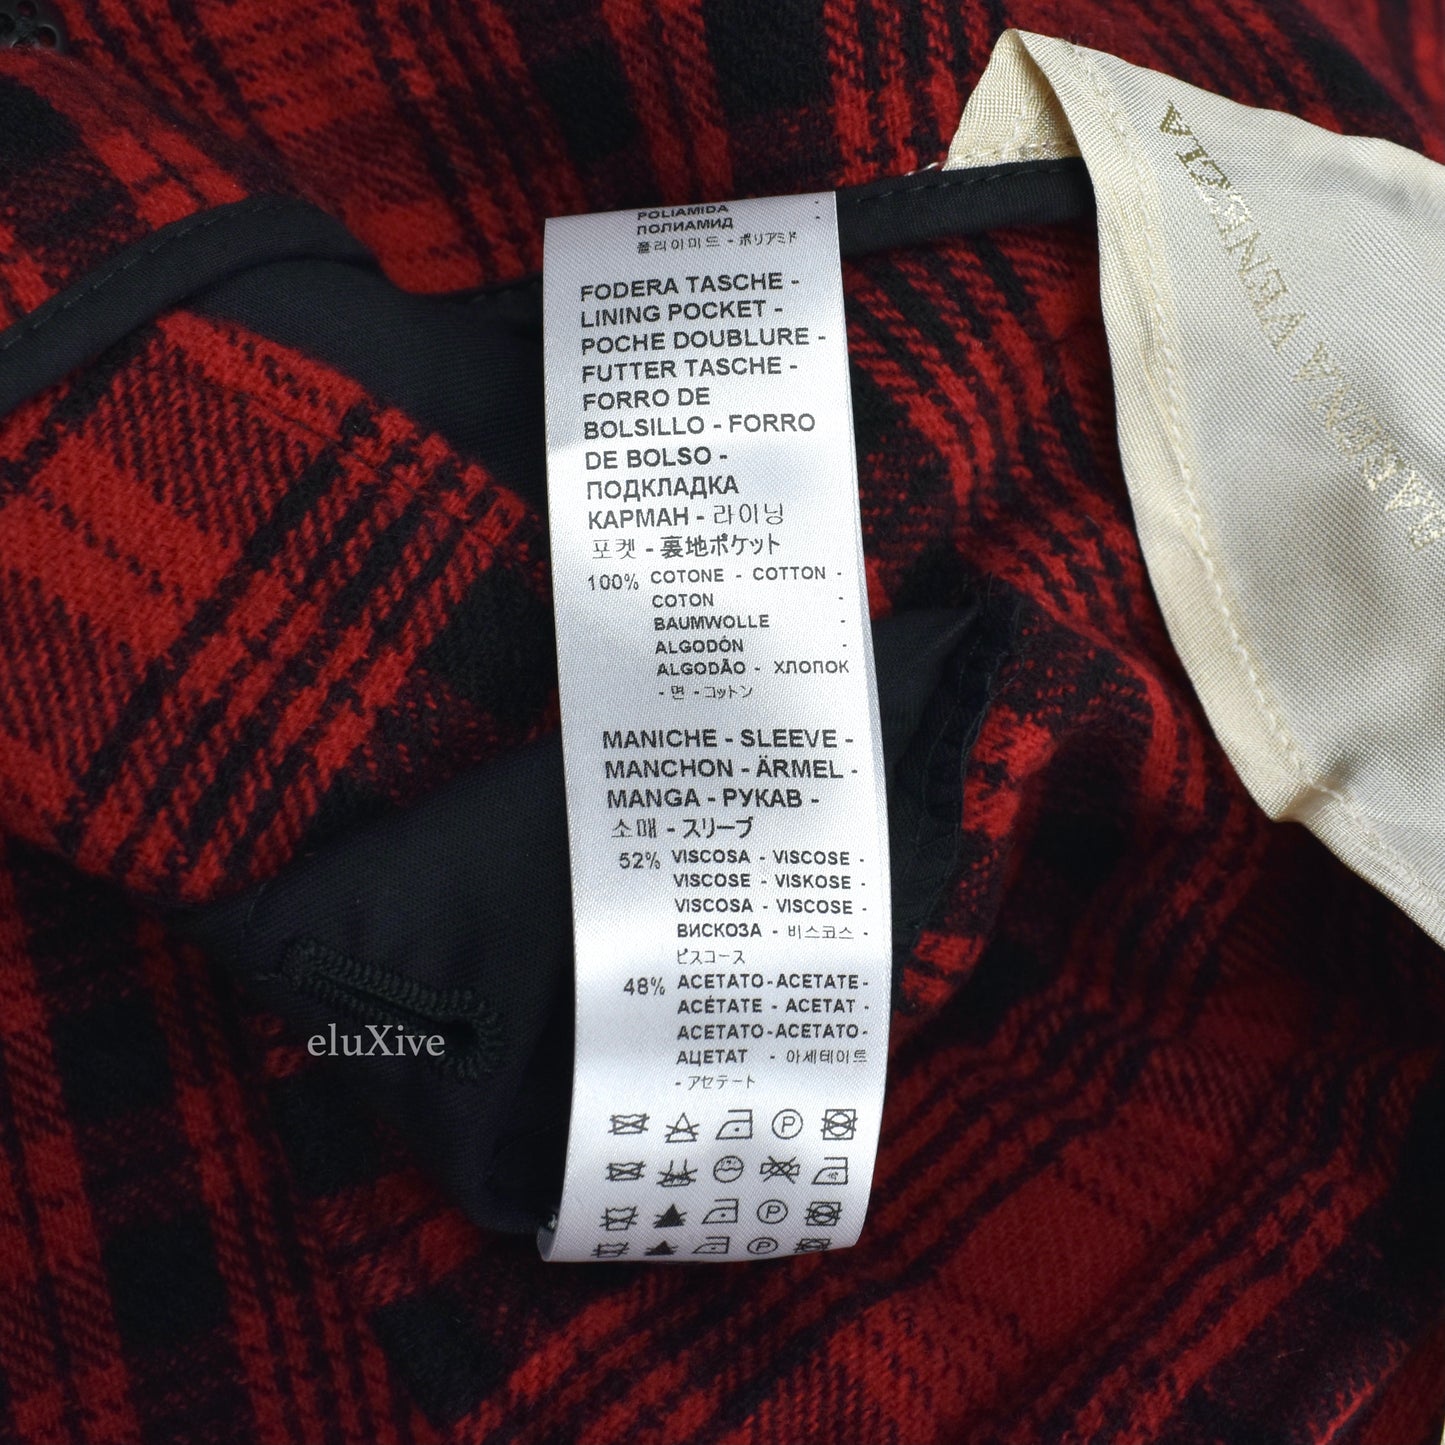 POLIAMIDA -
ПОЛИАМИД -
폴리이미드 - ポリアミド
FODERA TASCHE -
LINING POCKET -
POCHE DOUBLURE -
FUTTER TASCHE -
FORRO DE
BOLSILLO - FORRO
DE BOLSO -
ПОДКЛАДКА
КАРМАН - 라이닝
포켓 - 裏地ポケット
100% COTONE - COTTON -
COTON -
BAUMWOLLE -
ALGODÓN -
ALGODÃO - ХЛОПОК
- 면 - コットン
MANICHE - SLEEVE -
MANCHON - ÄRMEL -
MANGA - РУКАВ -
소매 - スリーブ
52% VISCOSA - VISCOSE -
VISCOSE - VISKOSE -
VISCOSA - VISCOSE -
ВИСКОЗА - 비스코스 -
ビスコース
48% ACETATO-ACETATE-
ACÉTATE - ACETAT -
ACETATO-ACETATO-
АЦЕТАТ - 아세테이트
- アセテート
P
P
P
eluXive
VENEZIA